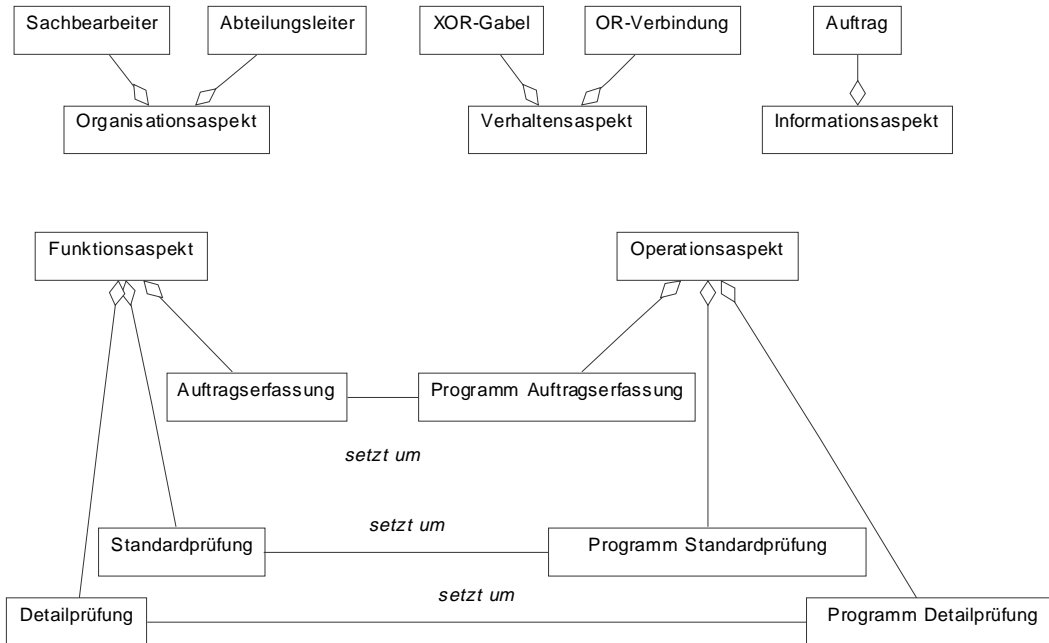 Sachbearbeiter
Abteilungsleiter
XOR-Gabel
OR-Verbindung
Auftrag
Organisationsaspekt
Verhaltensaspekt
Informationsaspekt
Funktionsaspekt
Operationsaspekt
Auftragserfassung
Programm Auftragserfassung
setzt um
setzt um
Standardprüfung
Programm Standardprüfung
setzt um
Detailprüfung
Programm Detailprüfung